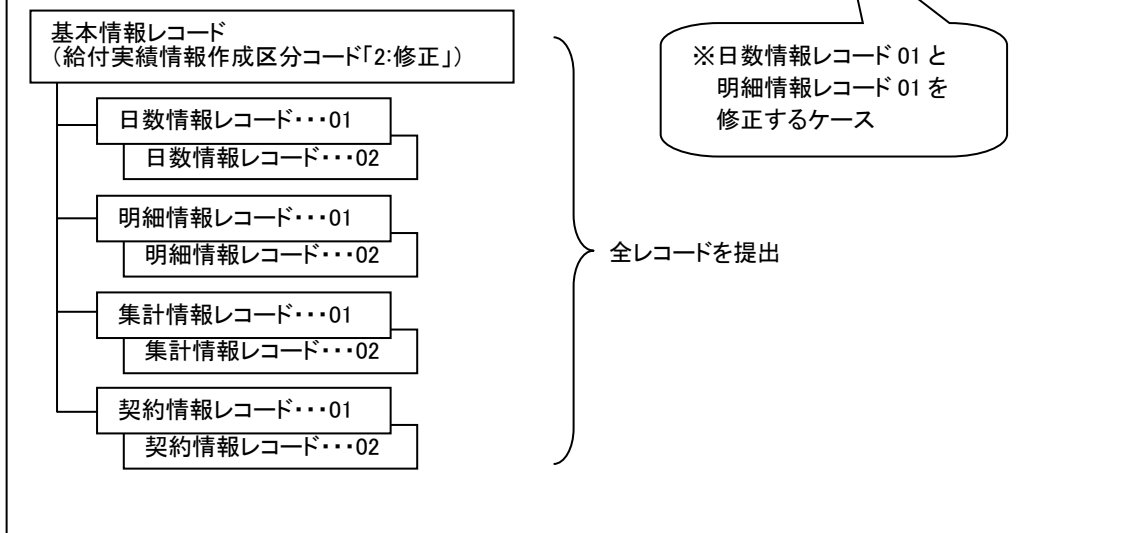 基本情報レコード
（給付実績情報作成区分コード「2:修正」）
※日数情報レコード 01 と
明細情報レコード 01 を
修正するケース
日数情報レコード・・・01
日数情報レコード・・・02
明細情報レコード・・・01
明細情報レコード・・・02
全レコードを提出
集計情報レコード・・・01
集計情報レコード・・・02
契約情報レコード・・・01
契約情報レコード・・・02